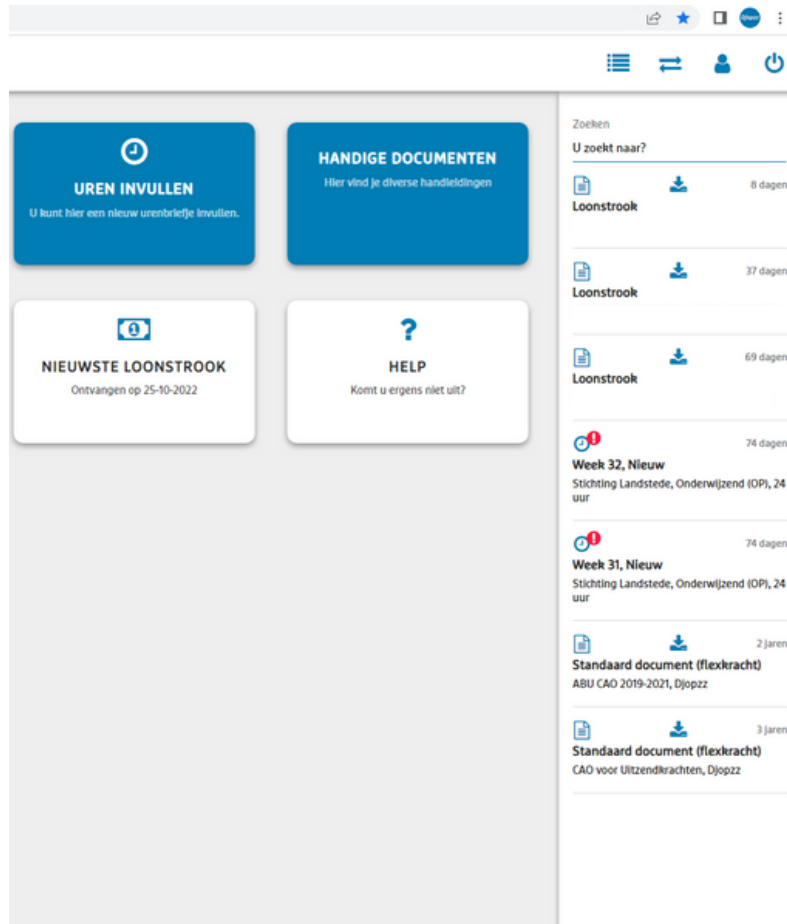 UREN INVULLEN
U kunt hier een nieuw urenbriefje invullen.
HANDIGE DOCUMENTEN
Hier vind je diverse handleidingen
NIEUWSTE LOONSTROOK
Ontvangen op 25-10-2022
HELP
Komt u ergens niet uit?
Zoeken
U zoekt naar?
8 dagen
Loonstrook
37 dagen
Loonstrook
69 dagen
Loonstrook
74 dagen
Week 32, Nieuw
Stichting Landstede, Onderwijzend (OP), 24
uur
74 dagen
Week 31, Nieuw
Stichting Landstede, Onderwijzend (OP), 24
uur
2 jaren
Standaard document (flexkracht)
ABU CAO 2019-2021, Djopzz
3 jaren
Standaard document (flexkracht)
CAO voor Uitzendkrachten, Djopzz